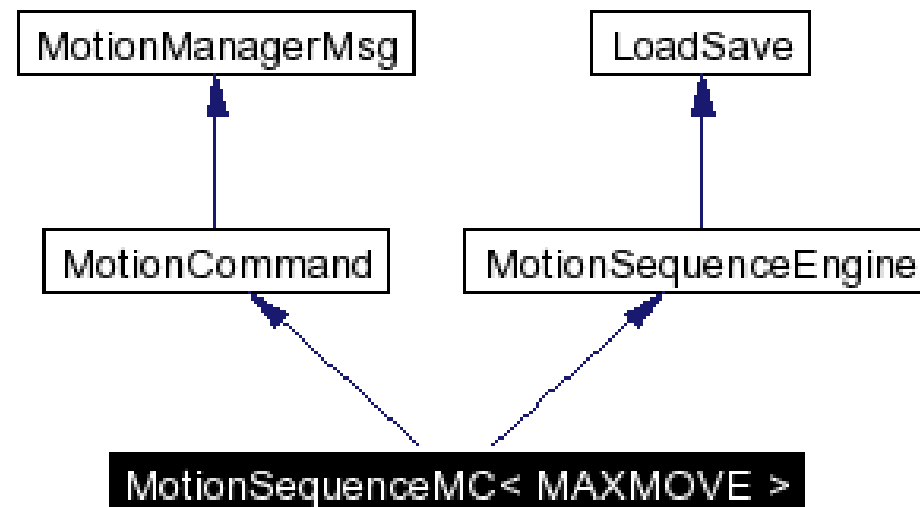 MotionManagerMsg
LoadSave
MotionCommand
MotionSequenceEngine
MotionSequenceMC< MAXMOVE >